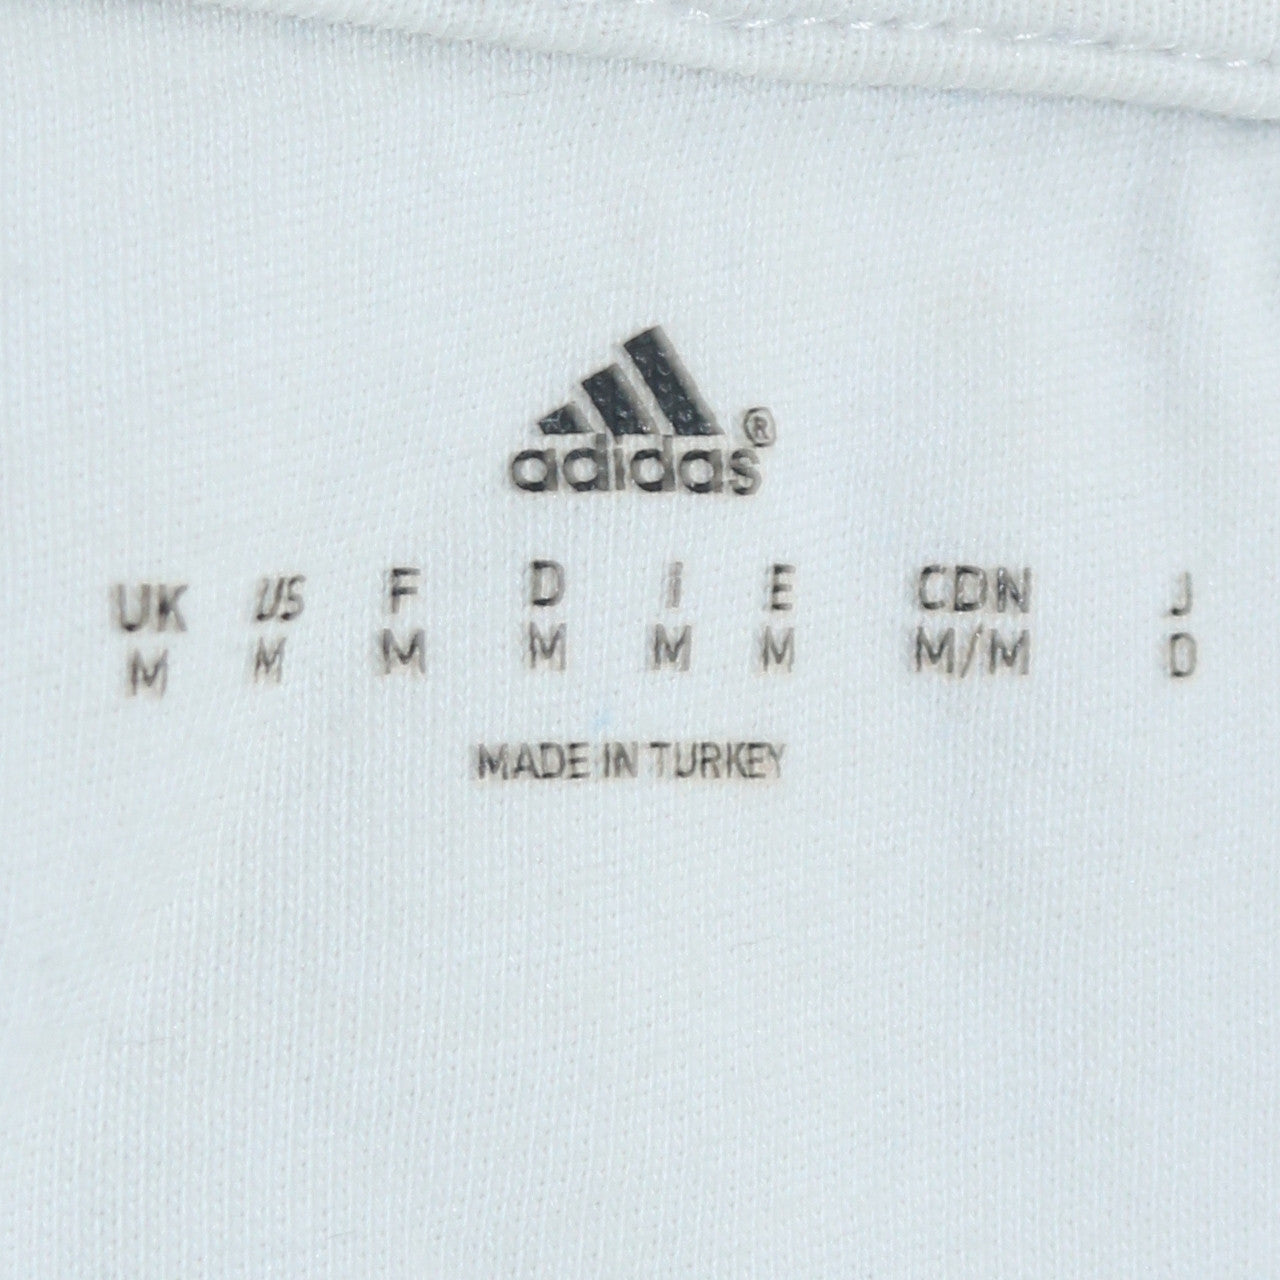 adidas®
UK US F D I E CDN J
M M M M M M M/M D
MADE IN TURKEY